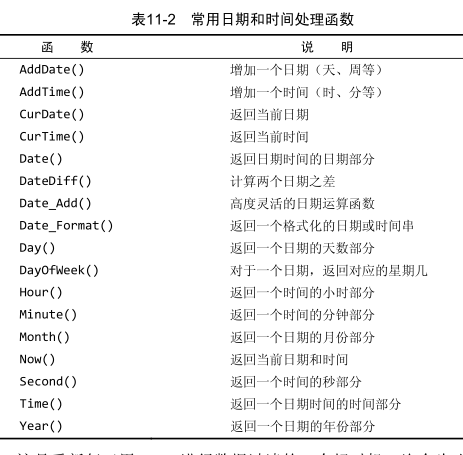 表11-2 常用日期和时间处理函数
函 数 说 明
AddDate() 增加一个日期（天、周等）
AddTime() 增加一个时间（时、分等）
CurDate() 返回当前日期
CurTime() 返回当前时间
Date() 返回日期时间的日期部分
DateDiff() 计算两个日期之差
Date_Add() 高度灵活的日期运算函数
Date_Format() 返回一个格式化的日期或时间串
Day() 返回一个日期的天数部分
DayOfWeek() 对于一个日期，返回对应的星期几
Hour() 返回一个时间的小时部分
Minute() 返回一个时间的分钟部分
Month() 返回一个日期的月份部分
Now() 返回当前日期和时间
Second() 返回一个时间的秒部分
Time() 返回一个日期时间的时间部分
Year() 返回一个日期的年份部分